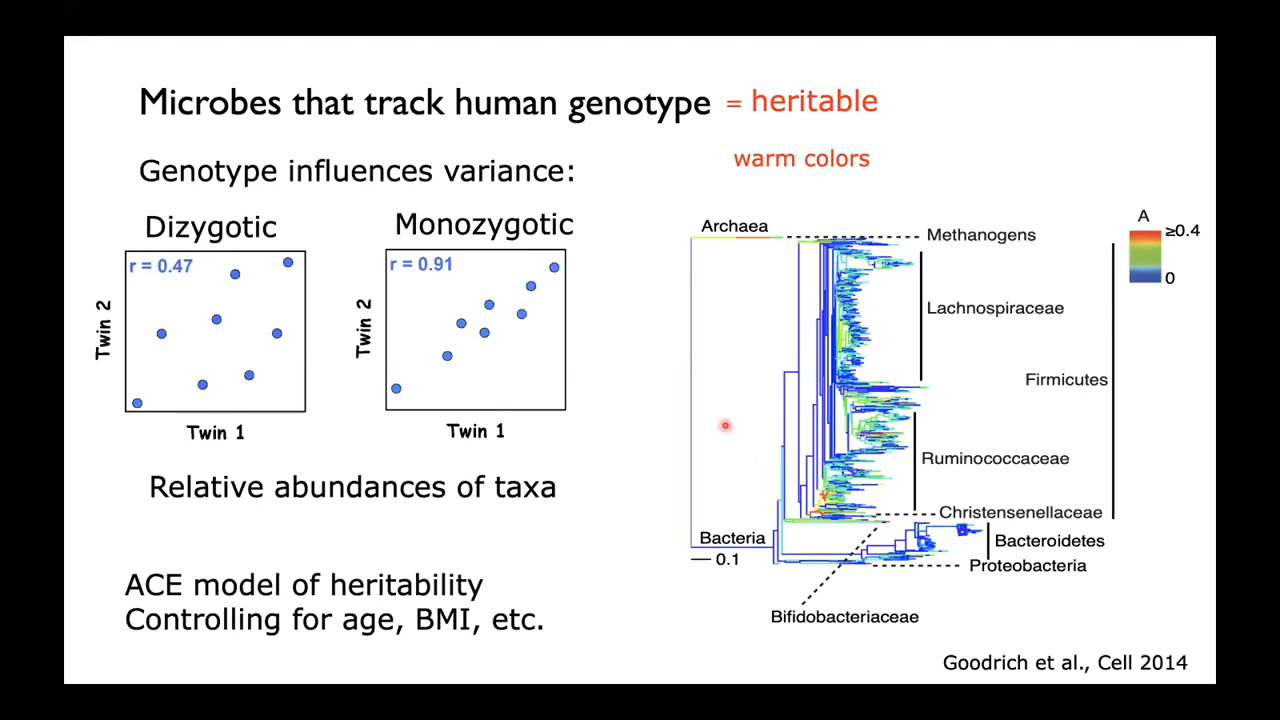 Microbes that track human genotype = heritable
warm colors
Genotype influences variance:
Dizygotic
Monozygotic
r = 0.47
r = 0.91
Twin 2
Twin 2
Twin 1
Twin 1
Relative abundances of taxa
ACE model of heritability
Controlling for age, BMI, etc.
A
≥0.4
0
Archaea
Methanogens
Lachnospiraceae
Firmicutes
Ruminococcaceae
Christensenellaceae
Bacteria
0.1
Bacteroidetes
Proteobacteria
Bifidobacteriaceae
Goodrich et al., Cell 2014